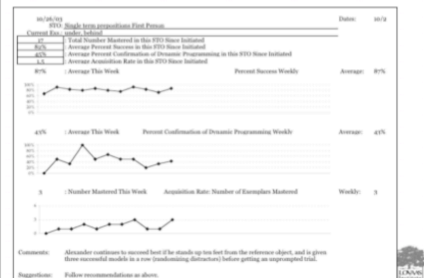 10/26/03 Dates: 10/2
STO: Single term prepositions First Person
Current Exe.: under, behind
17 : Total Number Mastered in this STO Since Initiated
82% : Average Percent Success in this STO Since Initiated
45% : Average Percent Confirmation of Dynamic Programming in this STO Since Initiated
1.5 : Average Acquisition Rate in this STO Since Initiated
87% : Average This Week Percent Success Weekly Average: 87%
43% : Average This Week Percent Confirmation of Dynamic Programming Weekly Average: 43%
3 : Number Mastered This Week Acquisition Rate: Number of Exemplars Mastered Weekly: 3
Comments: Alexander continues to succeed best if he stands up ten feet from the reference object, and is given
three successful models in a row (randomizing distractors) before getting an unprompted trial.
Suggestions: Follow recommendations as above.
LOVAAS